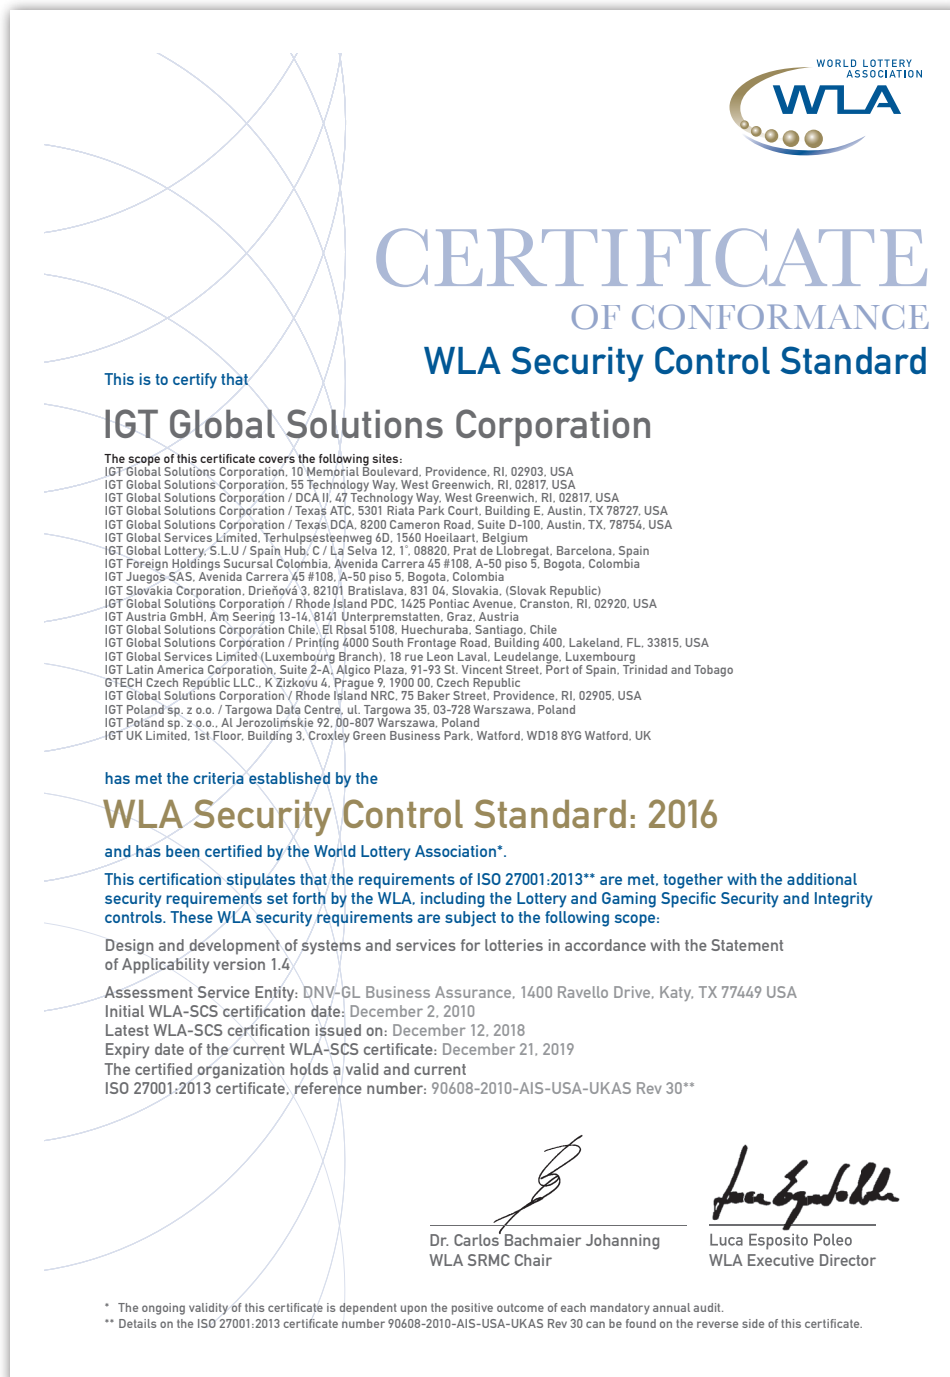 WORLD LOTTERY
ASSOCIATION
WLA
CERTIFICATE
OF CONFORMANCE
WLA Security Control Standard
This is to certify that
IGT Global Solutions Corporation
The scope of this certificate covers the following sites:
IGT Global Solutions Corporation, 10 Memorial Boulevard, Providence, RI, 02903, USA
IGT Global Solutions Corporation, 55 Technology Way, West Greenwich, RI, 02817, USA
IGT Global Solutions Corporation / DCA II, 47 Technology Way, West Greenwich, RI, 02817, USA
IGT Global Solutions Corporation / Texas ATC, 5301 Riata Park Court, Building E, Austin, TX 78727, USA
IGT Global Solutions Corporation / Texas DCA, 8200 Cameron Road, Suite D-100, Austin, TX, 78754, USA
IGT Global Services Limited, Terhulpsesteenweg 6D, 1560 Hoeilaart, Belgium
IGT Global Lottery, S.L.U / Spain Hub, C / La Selva 12, 1°, 08820, Prat de Llobregat, Barcelona, Spain
IGT Foreign Holdings Sucursal Colombia, Avenida Carrera 45 #108, A-50 piso 5, Bogota, Colombia
IGT Juegos SAS, Avenida Carrera 45 #108, A-50 piso 5, Bogota, Colombia
IGT Slovakia Corporation, Drieňová 3, 82101 Bratislava, 831 04, Slovakia, (Slovak Republic)
IGT Global Solutions Corporation / Rhode Island PDC, 1425 Pontiac Avenue, Cranston, RI, 02920, USA
IGT Austria GmbH, Am Seering 13-14, 8141 Unterpremstatten, Graz, Austria
IGT Global Solutions Corporation Chile, El Rosal 5108, Huechuraba, Santiago, Chile
IGT Global Solutions Corporation / Printing 4000 South Frontage Road, Building 400, Lakeland, FL, 33815, USA
IGT Global Services Limited (Luxembourg Branch), 18 rue Leon Laval, Leudelange, Luxembourg
IGT Latin America Corporation, Suite 2-A, Algico Plaza, 91-93 St. Vincent Street, Port of Spain, Trinidad and Tobago
GTECH Czech Republic LLC., K Zizkovu 4, Prague 9, 1900 00, Czech Republic
IGT Global Solutions Corporation / Rhode Island NRC, 75 Baker Street, Providence, RI, 02905, USA
IGT Poland sp. z o.o. / Targowa Data Centre, ul. Targowa 35, 03-728 Warszawa, Poland
IGT Poland sp. z o.o., Al Jerozolimskie 92, 00-807 Warszawa, Poland
IGT UK Limited, 1st Floor, Building 3, Croxley Green Business Park, Watford, WD18 8YG Watford, UK
has met the criteria established by the
WLA Security Control Standard: 2016
and has been certified by the World Lottery Association*.
This certification stipulates that the requirements of ISO 27001:2013** are met, together with the additional
security requirements set forth by the WLA, including the Lottery and Gaming Specific Security and Integrity
controls. These WLA security requirements are subject to the following scope:
Design and development of systems and services for lotteries in accordance with the Statement
of Applicability version 1.4
Assessment Service Entity: DNV-GL Business Assurance, 1400 Ravello Drive, Katy, TX 77449 USA
Initial WLA-SCS certification date: December 2, 2010
Latest WLA-SCS certification issued on: December 12, 2018
Expiry date of the current WLA-SCS certificate: December 21, 2019
The certified organization holds a valid and current
ISO 27001:2013 certificate, reference number: 90608-2010-AIS-USA-UKAS Rev 30**
Dr. Carlos Bachmaier Johanning
WLA SRMC Chair
Luca Esposito Poleo
WLA Executive Director
* The ongoing validity of this certificate is dependent upon the positive outcome of each mandatory annual audit.
** Details on the ISO 27001:2013 certificate number 90608-2010-AIS-USA-UKAS Rev 30 can be found on the reverse side of this certificate.